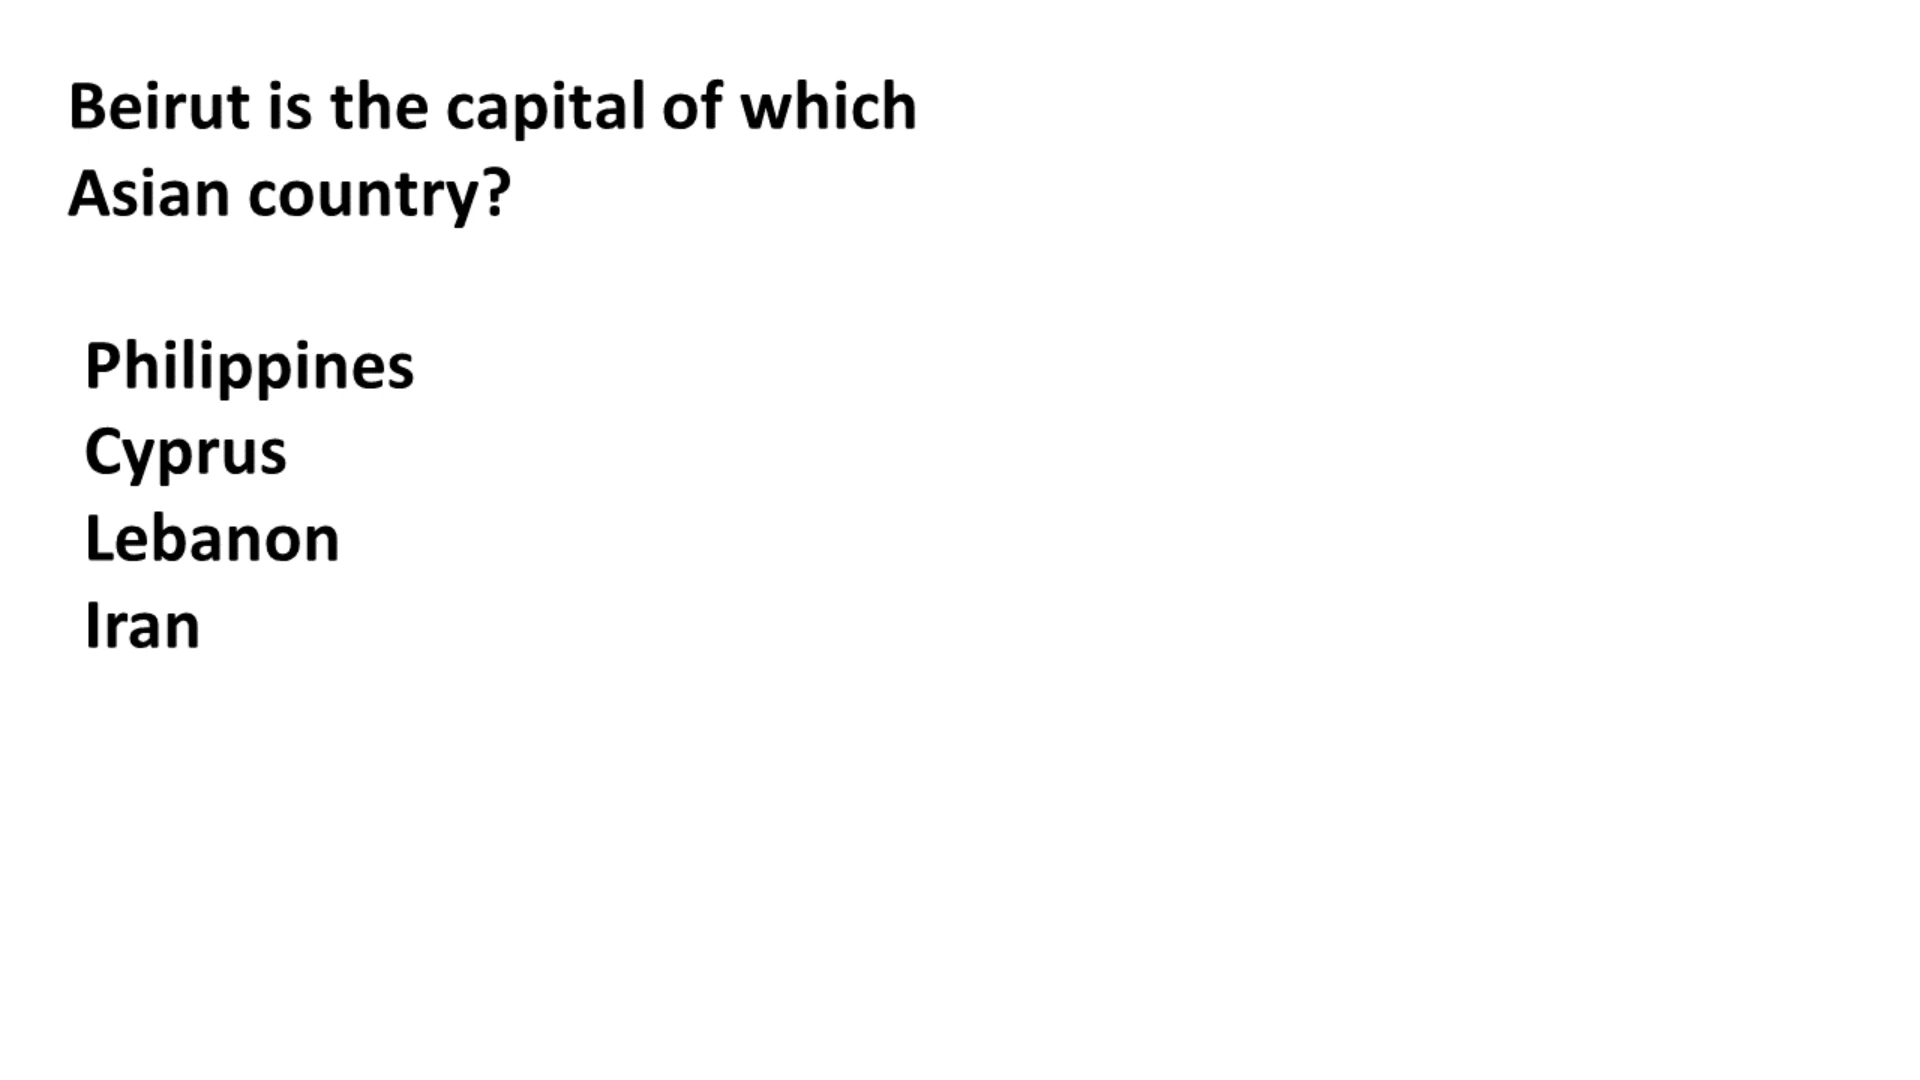 Beirut is the capital of which
Asian country?
Philippines
Cyprus
Lebanon
Iran